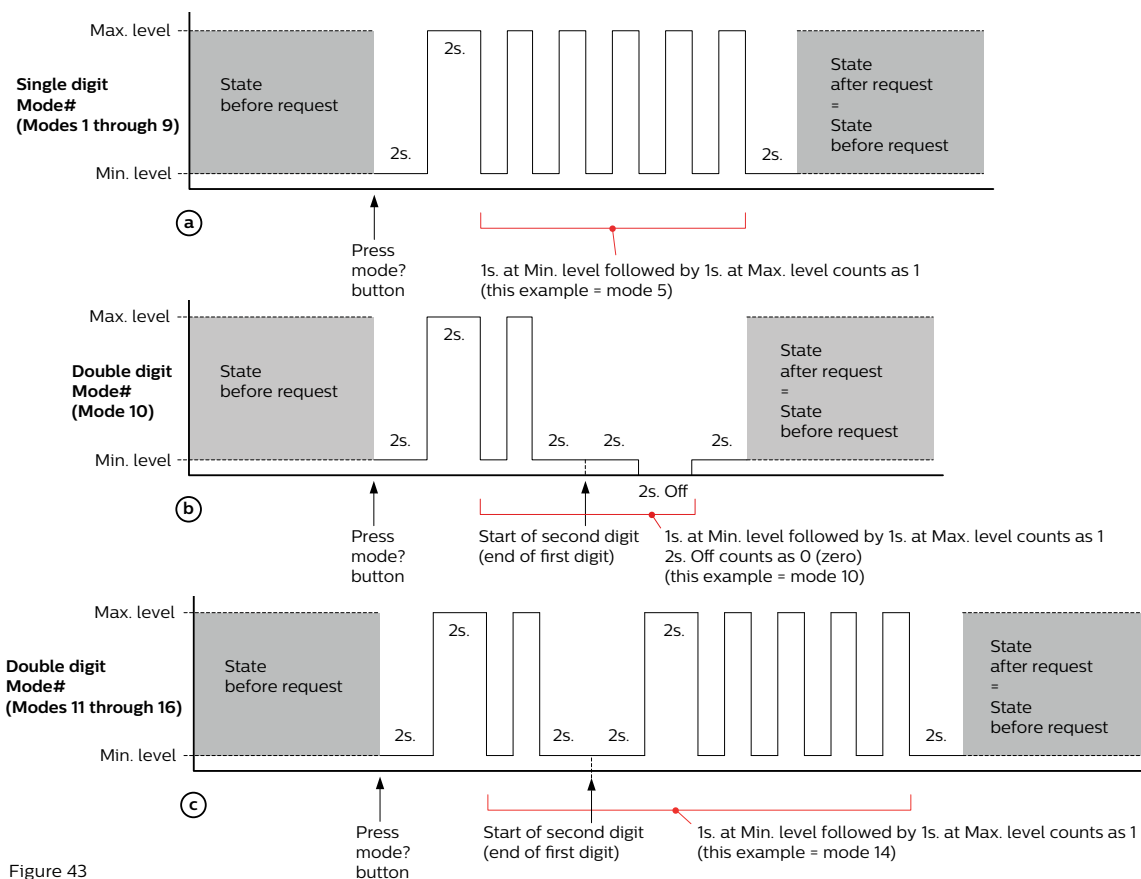 Max. level
2s.
Single digit
Mode#
(Modes 1 through 9)
State
before request
State
after request
=
State
before request
2s.
2s.
Min. level
a
Press
mode?
button
1s. at Min. level followed by 1s. at Max. level counts as 1
(this example = mode 5)
Max. level
2s.
Double digit
Mode#
(Mode 10)
State
before request
State
after request
=
State
before request
2s.
2s.
2s.
2s.
Min. level
2s. Off
b
Press
mode?
button
Start of second digit
(end of first digit)
1s. at Min. level followed by 1s. at Max. level counts as 1
2s. Off counts as 0 (zero)
(this example = mode 10)
Max. level
2s.
2s.
Double digit
Mode#
(Modes 11 through 16)
State
before request
State
after request
=
State
before request
2s.
2s.
2s.
2s.
Min. level
c
Press
mode?
button
Start of second digit
(end of first digit)
1s. at Min. level followed by 1s. at Max. level counts as 1
(this example = mode 14)
Figure 43